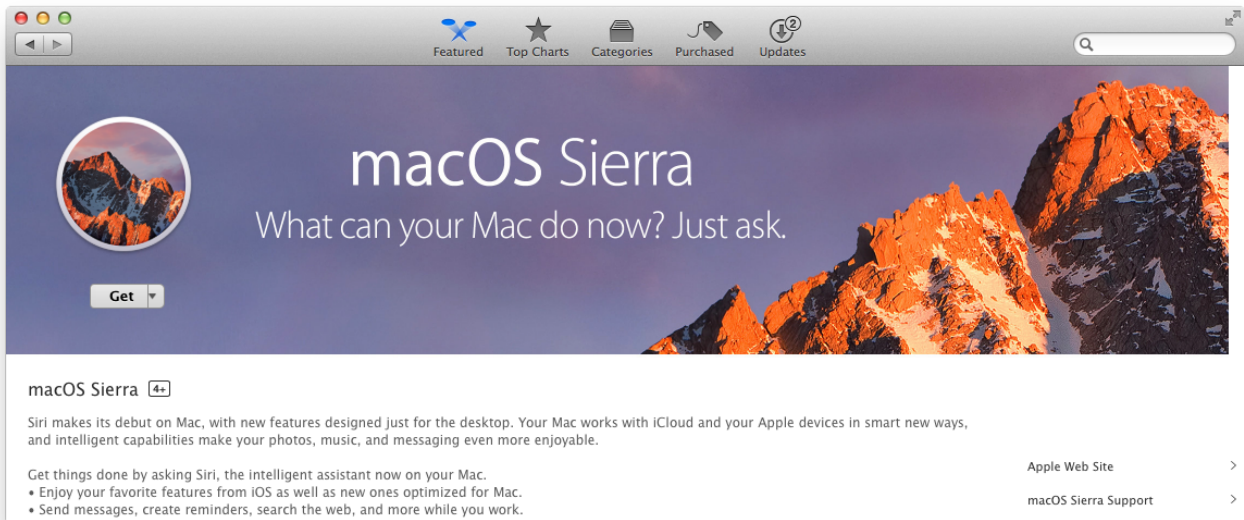 Featured
Top Charts
Categories
Purchased
2
Updates
macOS Sierra
What can your Mac do now? Just ask.
Get
macOS Sierra 4+
Siri makes its debut on Mac, with new features designed just for the desktop. Your Mac works with iCloud and your Apple devices in smart new ways,
and intelligent capabilities make your photos, music, and messaging even more enjoyable.
Get things done by asking Siri, the intelligent assistant now on your Mac.
• Enjoy your favorite features from iOS as well as new ones optimized for Mac.
• Send messages, create reminders, search the web, and more while you work.
Apple Web Site
macOS Sierra Support